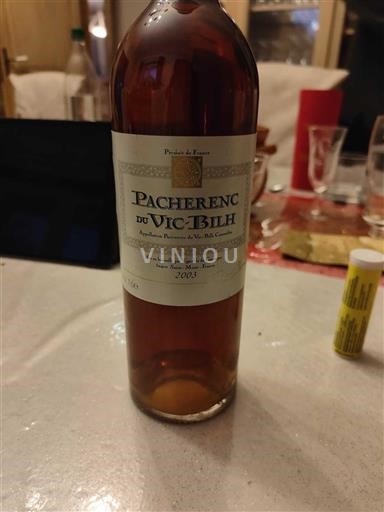 Produit de France
PACHERENC
DU VIC-BILH
Appellation Pacherenc du Vic-Bilh Contrôlée
VINIOU
2003